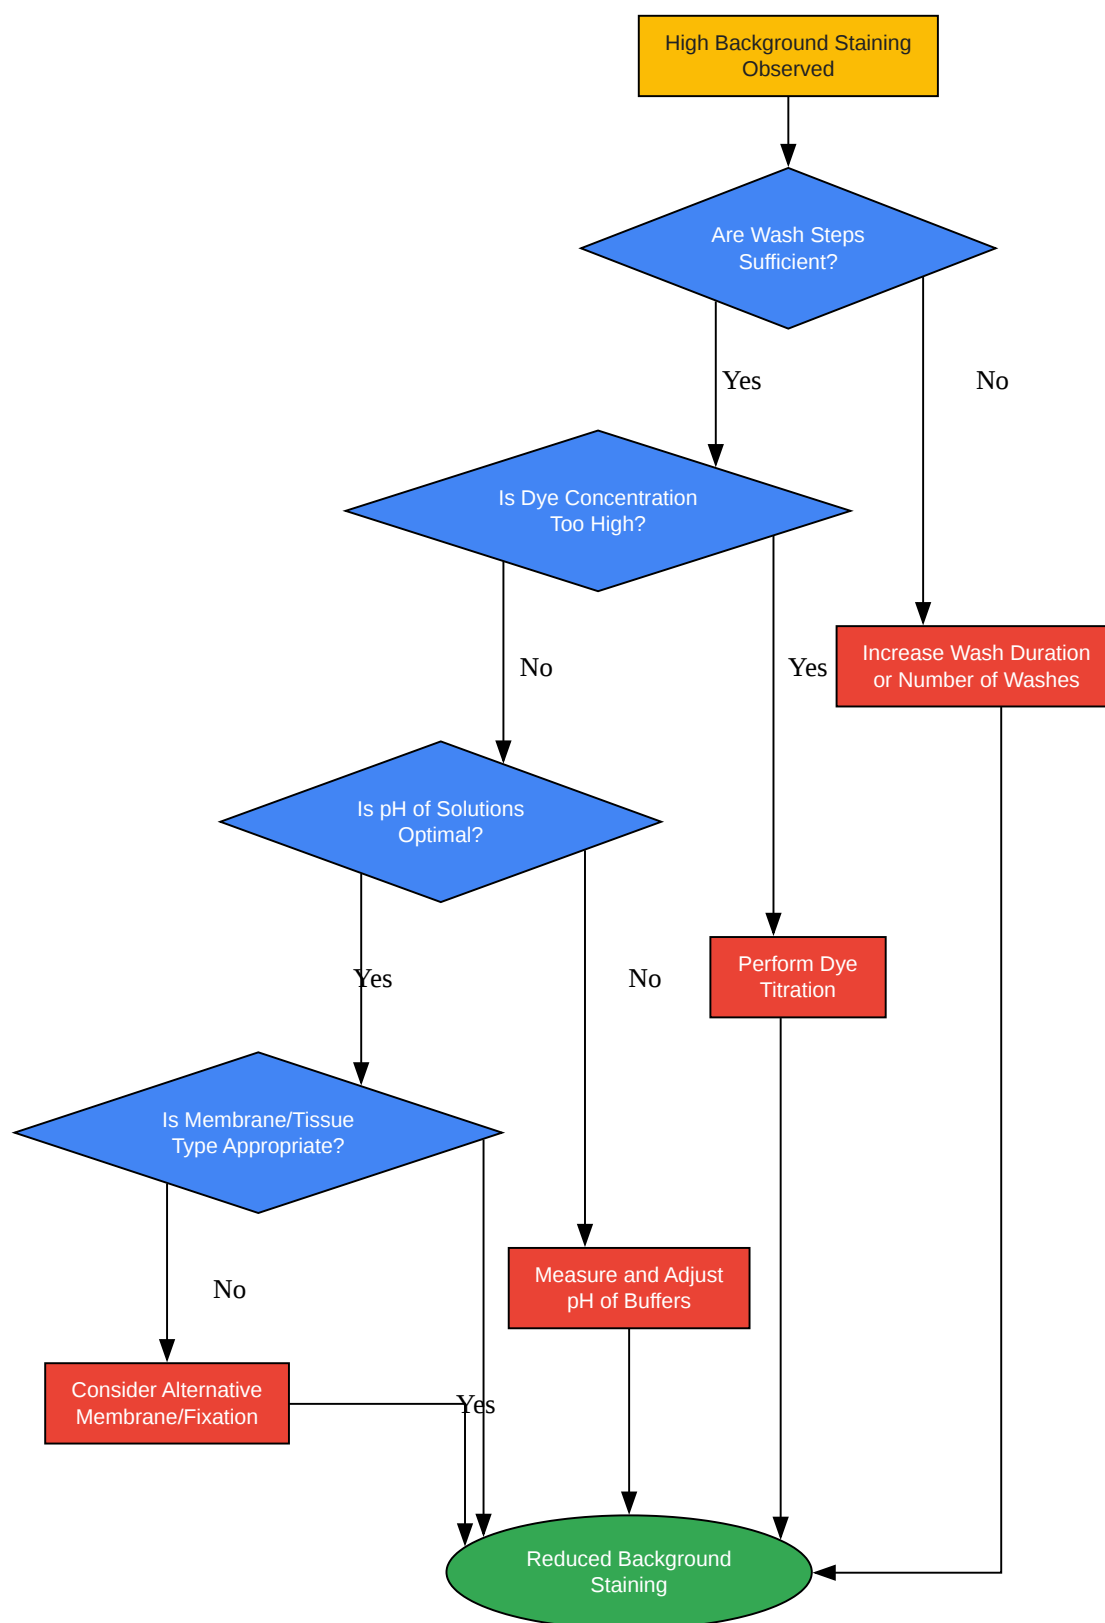 High Background Staining
Observed
Are Wash Steps
Sufficient?
Yes
No
Is Dye Concentration
Too High?
No
Yes
Increase Wash Duration
or Number of Washes
Is pH of Solutions
Optimal?
Yes
No
Perform Dye
Titration
Is Membrane/Tissue
Type Appropriate?
No
Measure and Adjust
pH of Buffers
Consider Alternative
Membrane/Fixation
Yes
Reduced Background
Staining